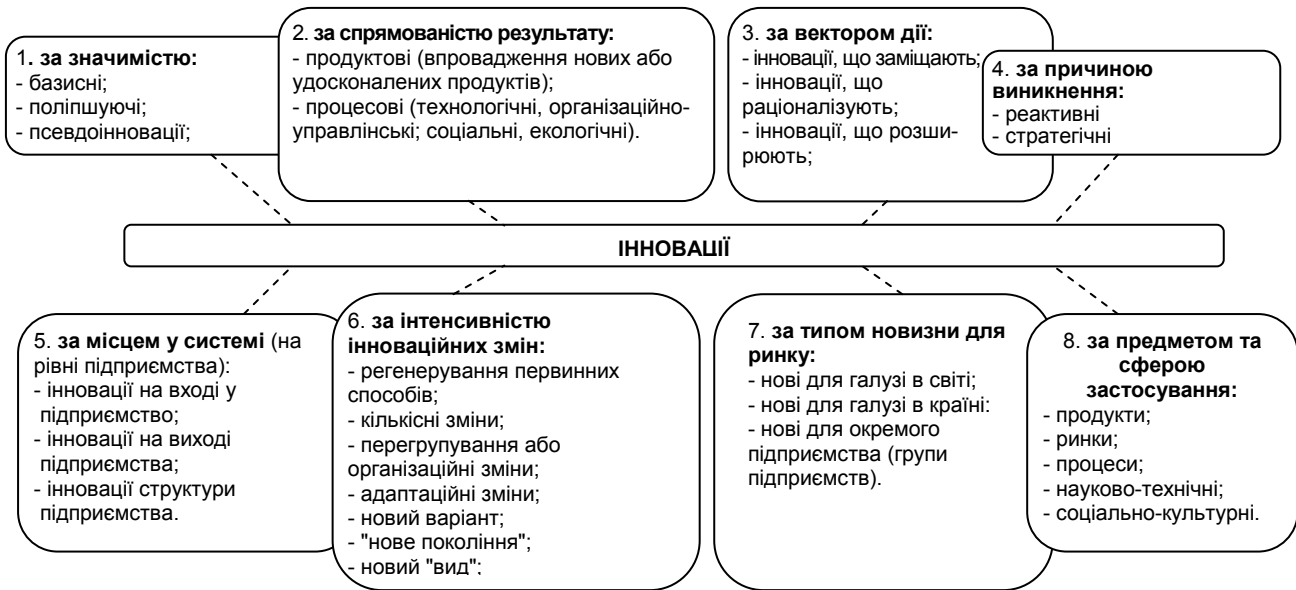 1. за значимістю:
- базисні;
- поліпшуючі;
- псевдоінновації;
2. за спрямованістю результату:
- продуктові (впровадження нових або
удосконалених продуктів);
- процесові (технологічні, організаційно-
управлінські; соціальні, екологічні).
3. за вектором дії:
- інновації, що заміщають;
- інновації, що
раціоналізують;
- інновації, що розши-
рюють;
4. за причиною
виникнення:
- реактивні
- стратегічні
ІННОВАЦІЇ
5. за місцем у системі (на
рівні підприємства):
- інновації на вході у
підприємство;
- інновації на виході
підприємства;
- інновації структури
підприємства.
6. за інтенсивністю
інноваційних змін:
- регенерування первинних
способів;
- кількісні зміни;
- перегрупування або
організаційні зміни;
- адаптаційні зміни;
- новий варіант;
- "нове покоління";
- новий "вид":
7. за типом новизни для
ринку:
- нові для галузі в світі;
- нові для галузі в країні:
- нові для окремого
підприємства (групи
підприємств).
8. за предметом та
сферою
застосування:
- продукти;
- ринки;
- процеси;
- науково-технічні;
- соціально-культурні.